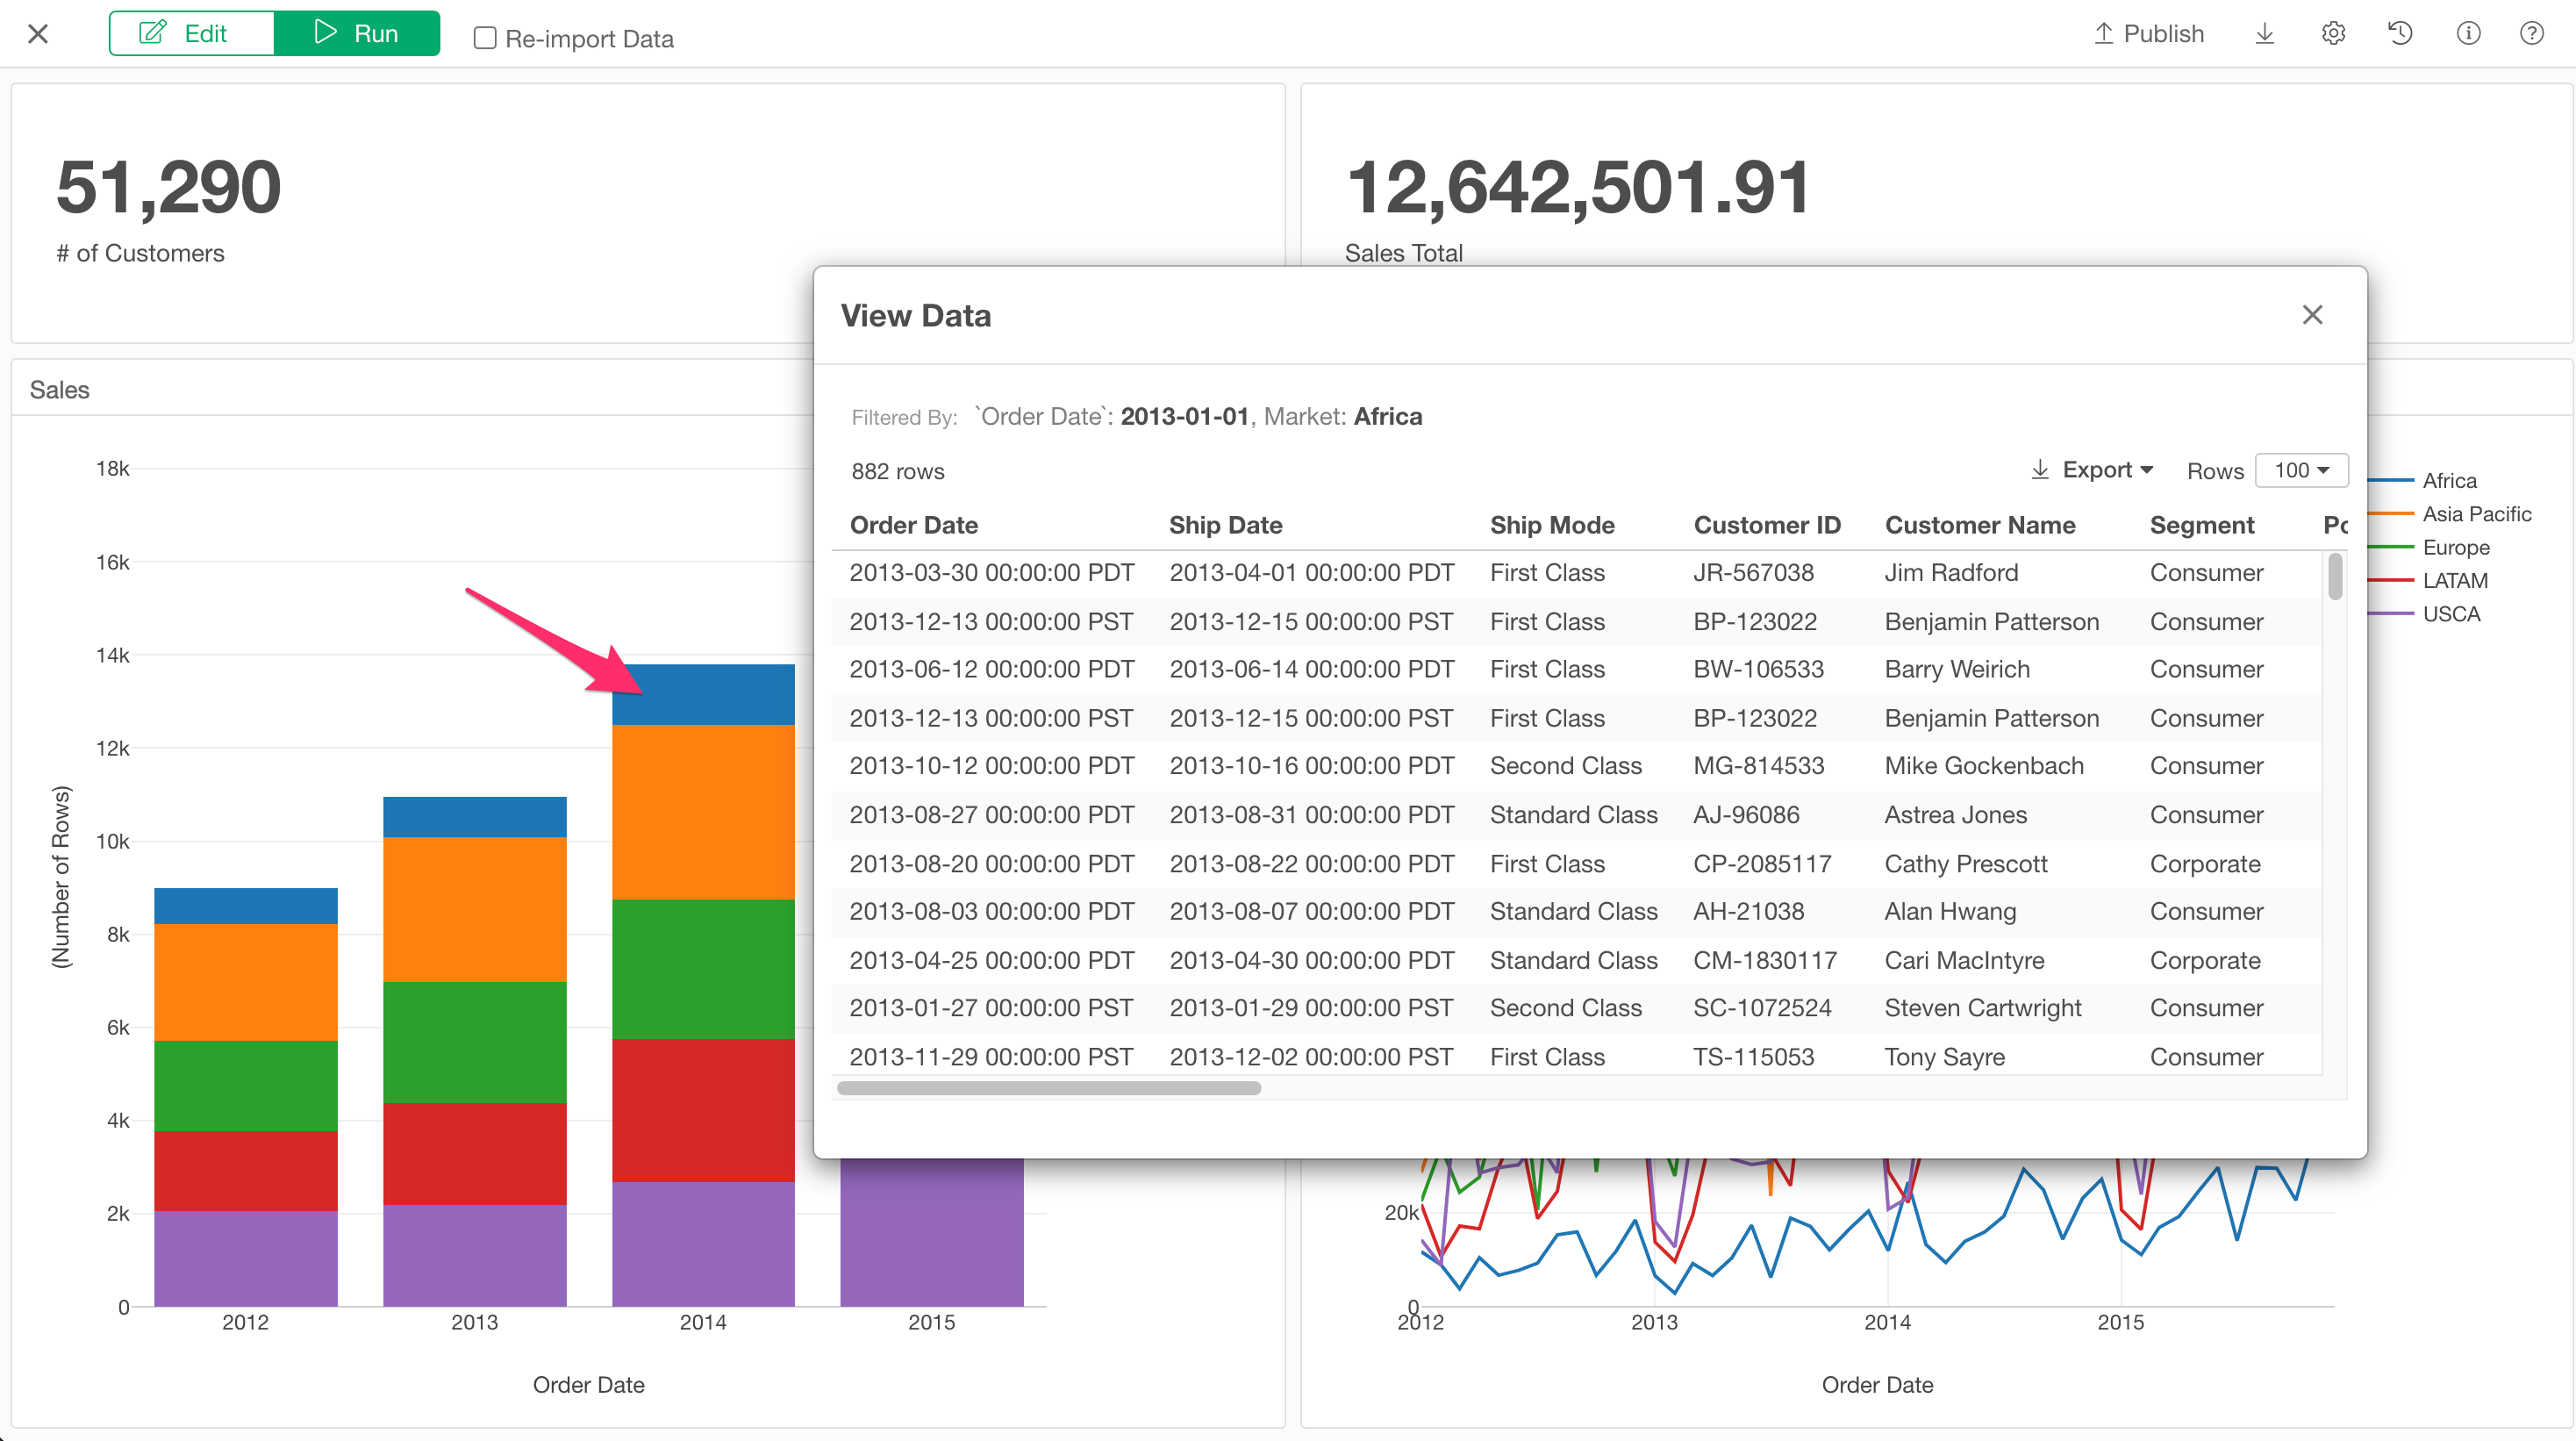 Edit Run Re-import Data Publish
51,290
# of Customers
12,642,501.91
Sales Total
Sales
(Number of Rows)
18k
16k
14k
12k
10k
8k
6k
4k
2k
0
2012 2013 2014 2015
Order Date
View Data
Filtered By: `Order Date`: 2013-01-01, Market: Africa
882 rows Export Rows 100
Order Date Ship Date Ship Mode Customer ID Customer Name Segment
2013-03-30 00:00:00 PDT 2013-04-01 00:00:00 PDT First Class JR-567038 Jim Radford Consumer
2013-12-13 00:00:00 PST 2013-12-15 00:00:00 PST First Class BP-123022 Benjamin Patterson Consumer
2013-06-12 00:00:00 PDT 2013-06-14 00:00:00 PDT First Class BW-106533 Barry Weirich Consumer
2013-12-13 00:00:00 PST 2013-12-15 00:00:00 PST First Class BP-123022 Benjamin Patterson Consumer
2013-10-12 00:00:00 PDT 2013-10-16 00:00:00 PDT Second Class MG-814533 Mike Gockenbach Consumer
2013-08-27 00:00:00 PDT 2013-08-31 00:00:00 PDT Standard Class AJ-96086 Astrea Jones Consumer
2013-08-20 00:00:00 PDT 2013-08-22 00:00:00 PDT First Class CP-2085117 Cathy Prescott Corporate
2013-08-03 00:00:00 PDT 2013-08-07 00:00:00 PDT Standard Class AH-21038 Alan Hwang Consumer
2013-04-25 00:00:00 PDT 2013-04-30 00:00:00 PDT Standard Class CM-1830117 Cari MacIntyre Corporate
2013-01-27 00:00:00 PST 2013-01-29 00:00:00 PST Second Class SC-1072524 Steven Cartwright Consumer
2013-11-29 00:00:00 PST 2013-12-02 00:00:00 PST First Class TS-115053 Tony Sayre Consumer
Africa
Asia Pacific
Europe
LATAM
USCA
20k
0
2012 2013 2014 2015
Order Date